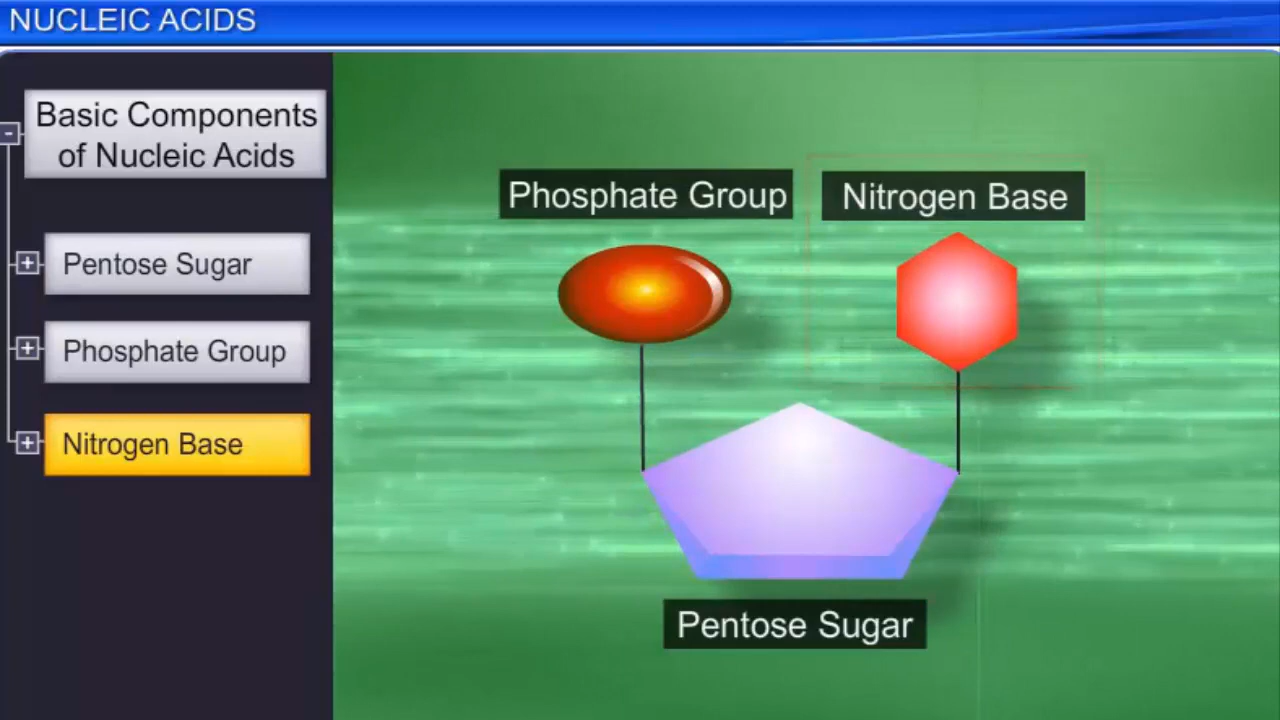 NUCLEIC ACIDS
Basic Components
of Nucleic Acids
Pentose Sugar
Phosphate Group
Nitrogen Base
Phosphate Group
Nitrogen Base
Pentose Sugar